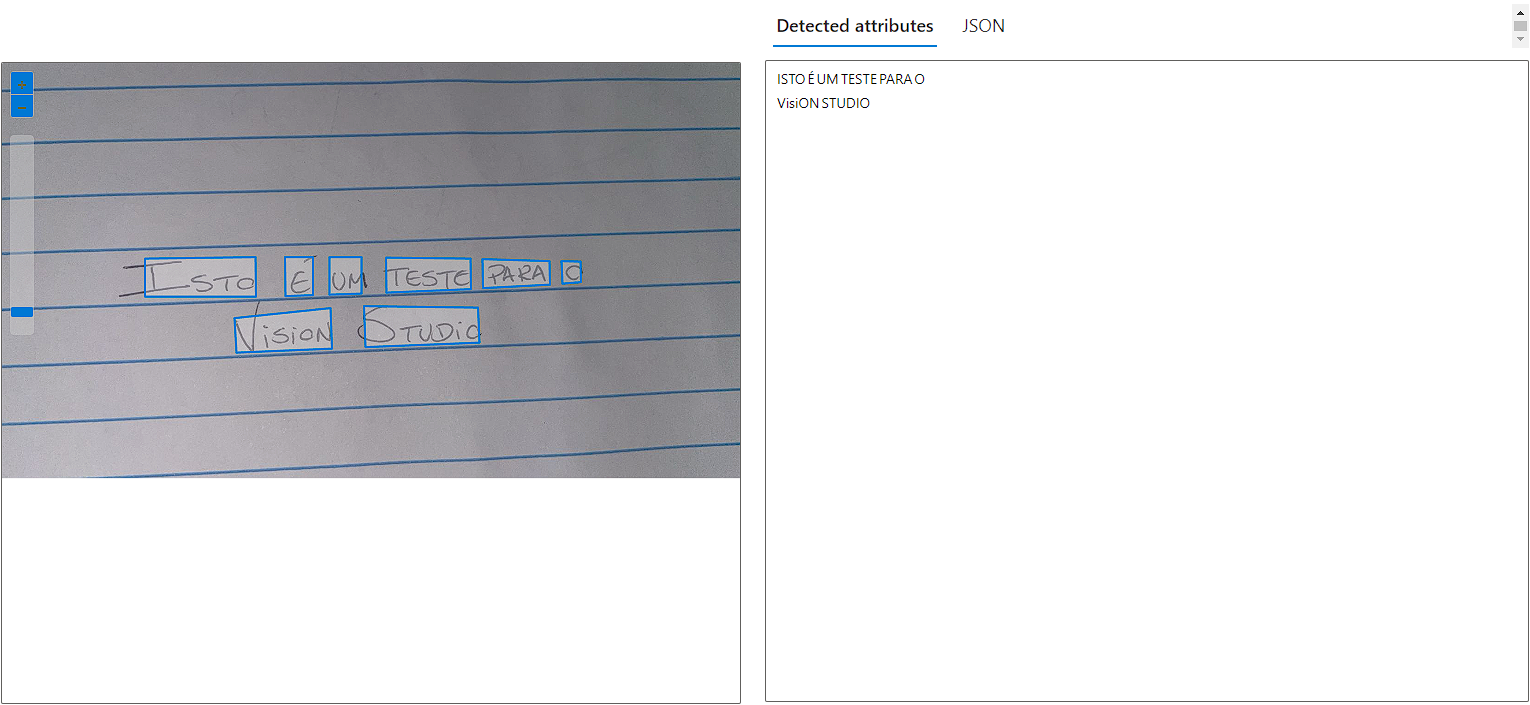 Detected attributes JSON
ISTO É UM TESTE PARA O
VisiON STUDIO
+
-
ISTO É UM TESTE PARA O
ViSiON STUDiO